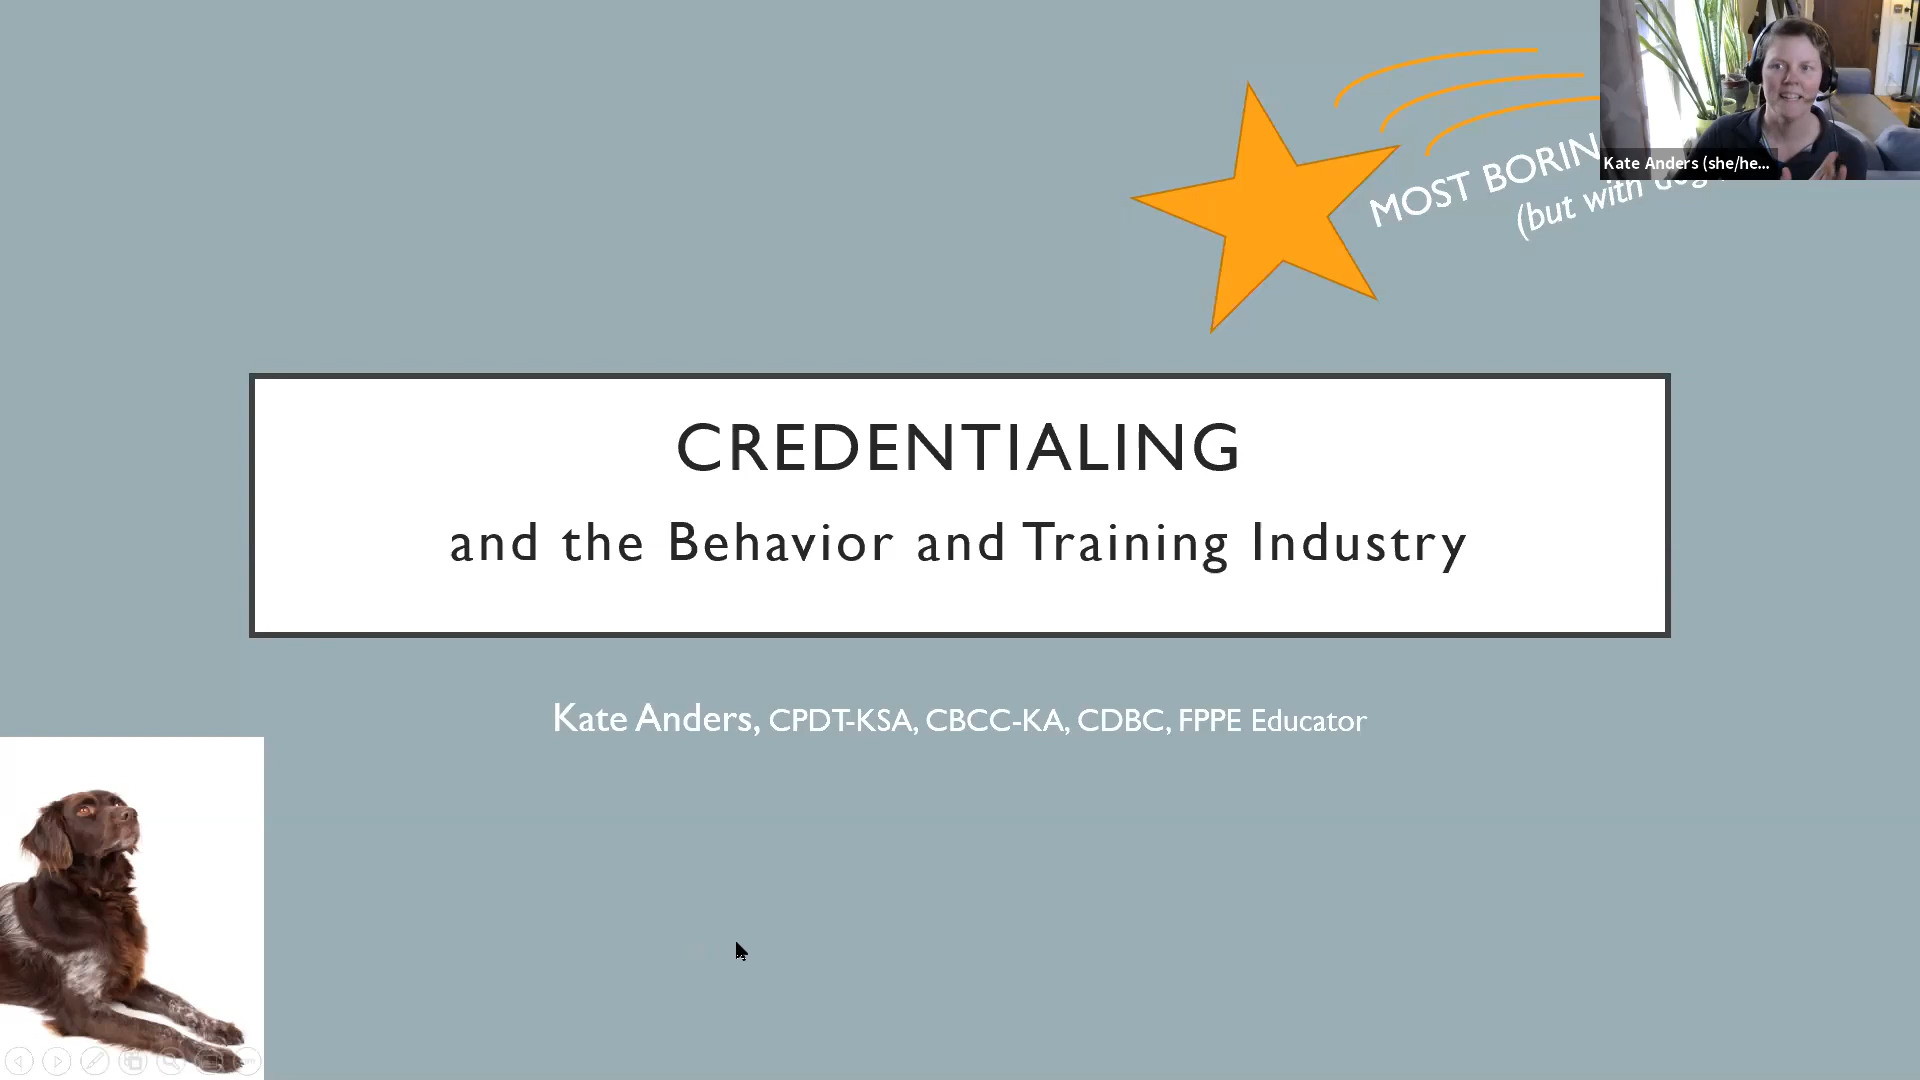 MOST BORIN
(but with dog
Kate Anders (she/he...
CREDENTIALING
and the Behavior and Training Industry
Kate Anders, CPDT-KSA, CBCC-KA, CDBC, FPPE Educator